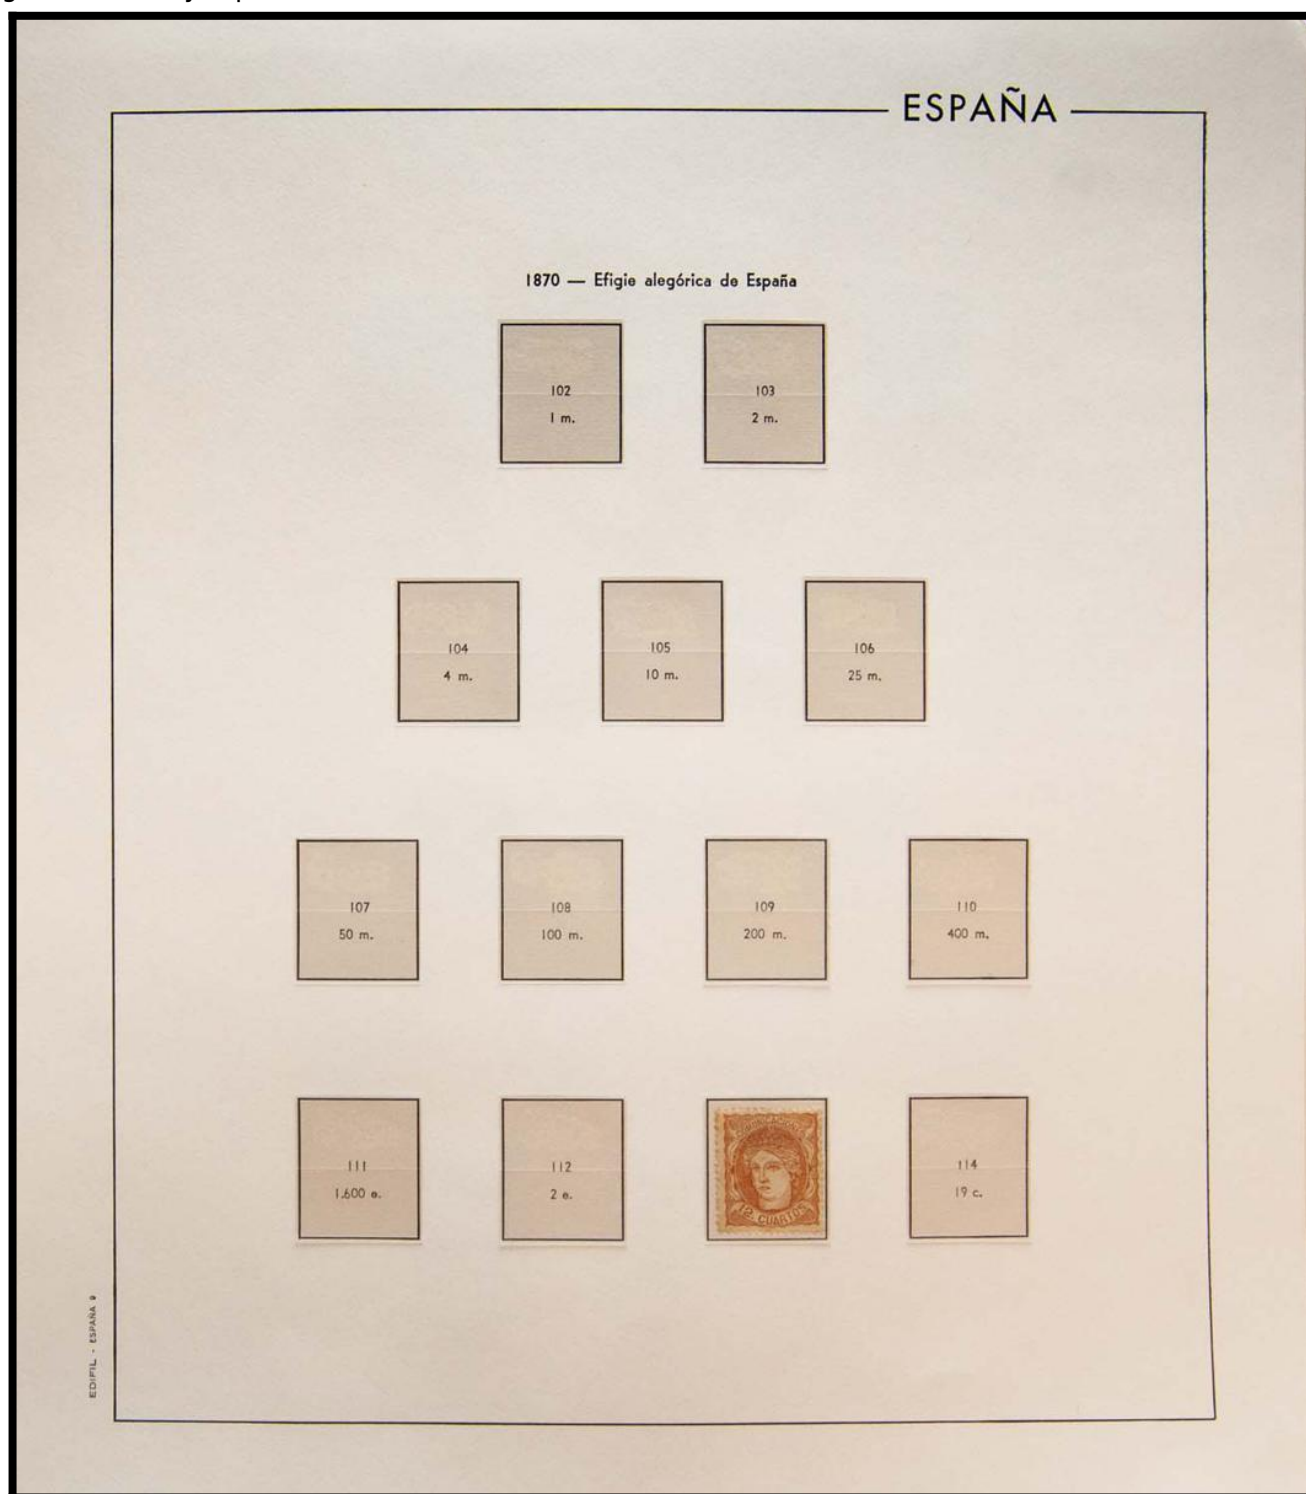 ESPAÑA
1870 — Efigie alegórica de España
102
1 m.
103
2 m.
104
4 m.
105
10 m.
106
25 m.
107
50 m.
108
100 m.
109
200 m.
110
400 m.
111
1.600 e.
112
2 e.
COMUNICACIONES
12 CUARTOS
114
19 c.
EDIFIL - ESPAÑA 9